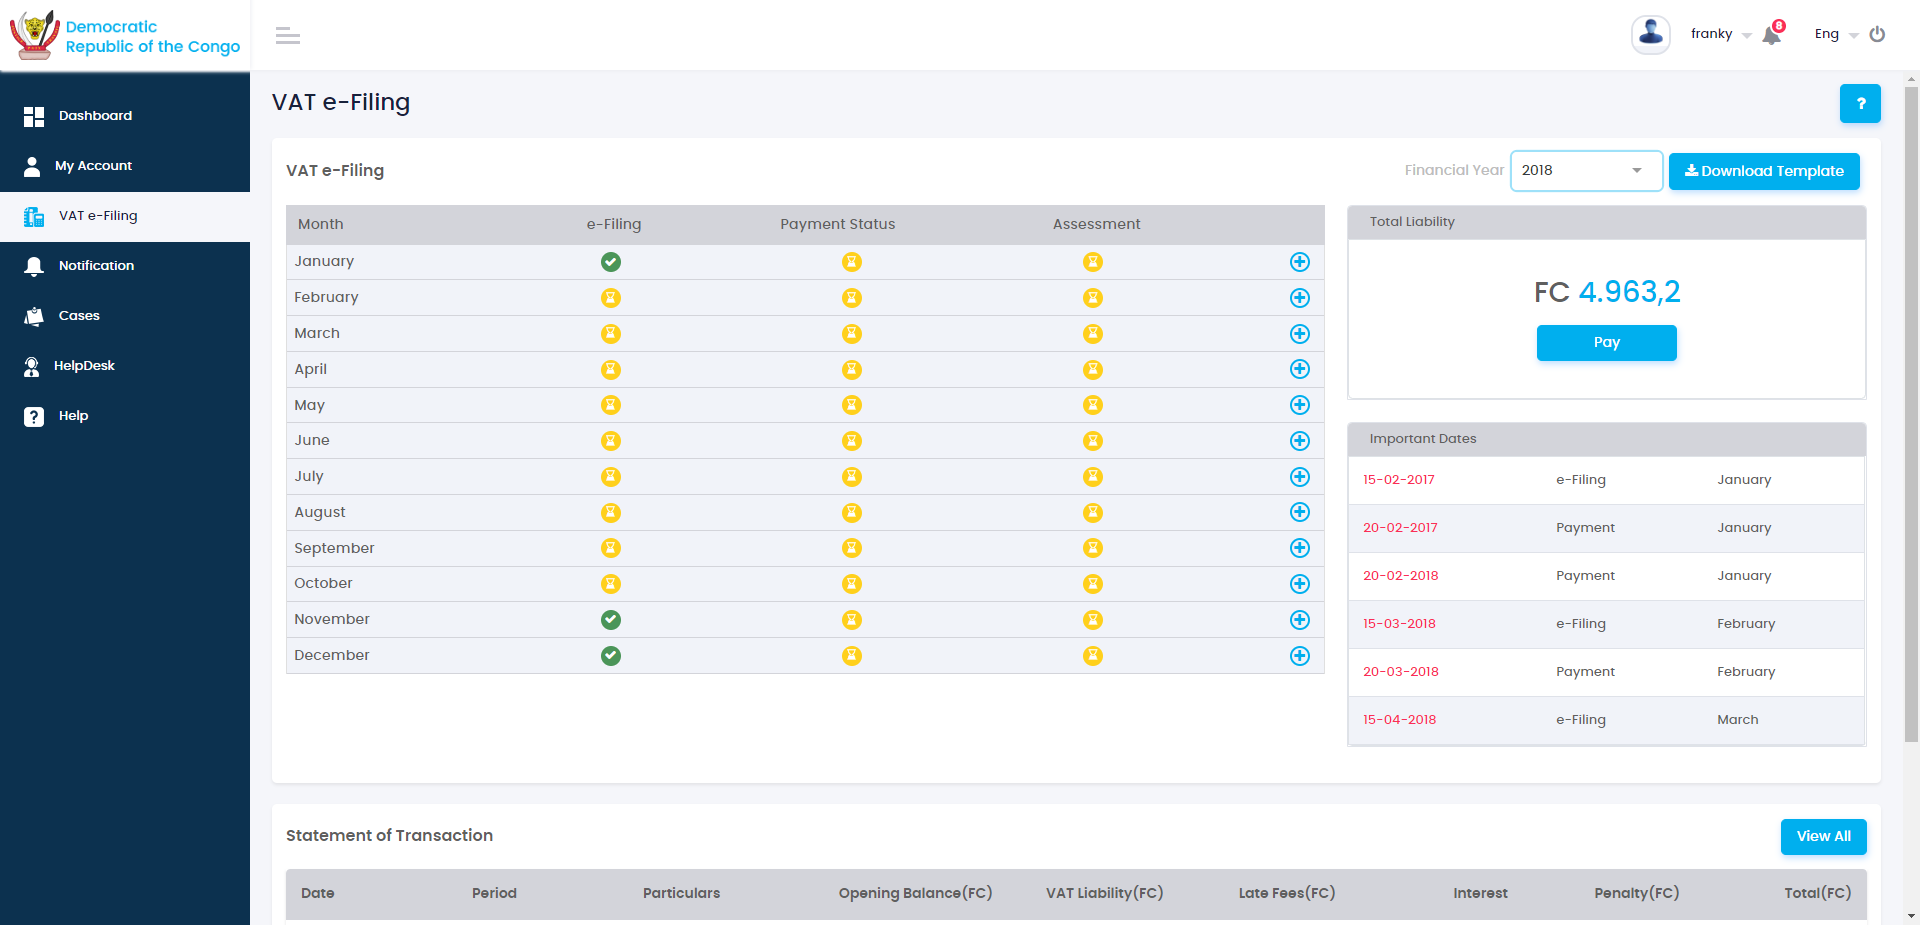 Democratic
Republic of the Congo
franky
8
Eng
Dashboard
My Account
VAT e-Filing
Notification
Cases
HelpDesk
Help
VAT e-Filing
?
VAT e-Filing
Financial Year
2018
Download Template
Month e-Filing Payment Status Assessment
January
February
March
April
May
June
July
August
September
October
November
December
Total Liability
FC 4.963,2
Pay
Important Dates
15-02-2017 e-Filing January
20-02-2017 Payment January
20-02-2018 Payment January
15-03-2018 e-Filing February
20-03-2018 Payment February
15-04-2018 e-Filing March
Statement of Transaction
View All
Date Period Particulars Opening Balance(FC) VAT Liability(FC) Late Fees(FC) Interest Penalty(FC) Total(FC)